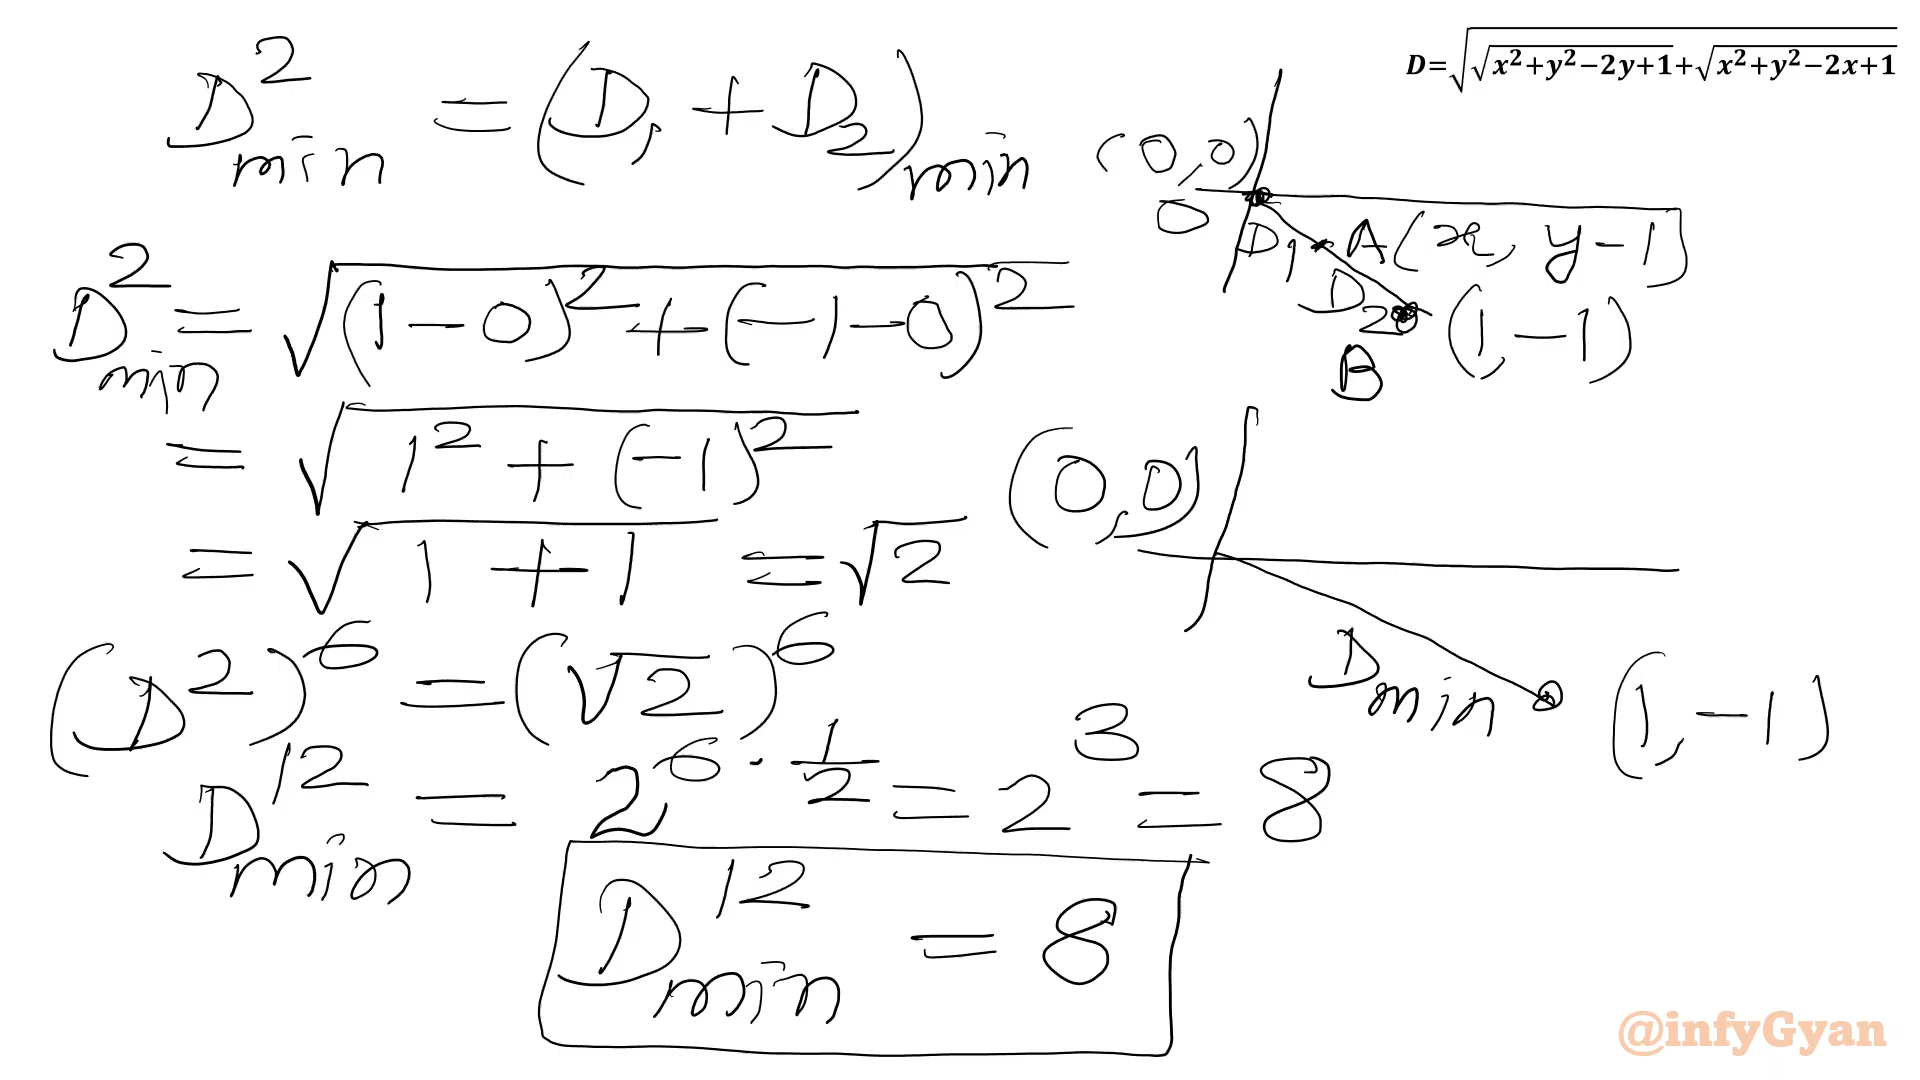 D=√√x²+y²−2y+1+√x²+y²−2x+1
D²min = (D₁ + D₂)min
(0,0)
O
D₁ A(x, y-1)
D₂
B (1,-1)
D²min = √(1-0)²+(-1-0)²
= √1²+(-1)²
= √1+1 = √2
(0,0)
Dmin (1,-1)
(D²)⁶ = (√2)⁶
D¹²min = 2^6·1/2 = 2³ = 8
D¹²min = 8
@infyGyan